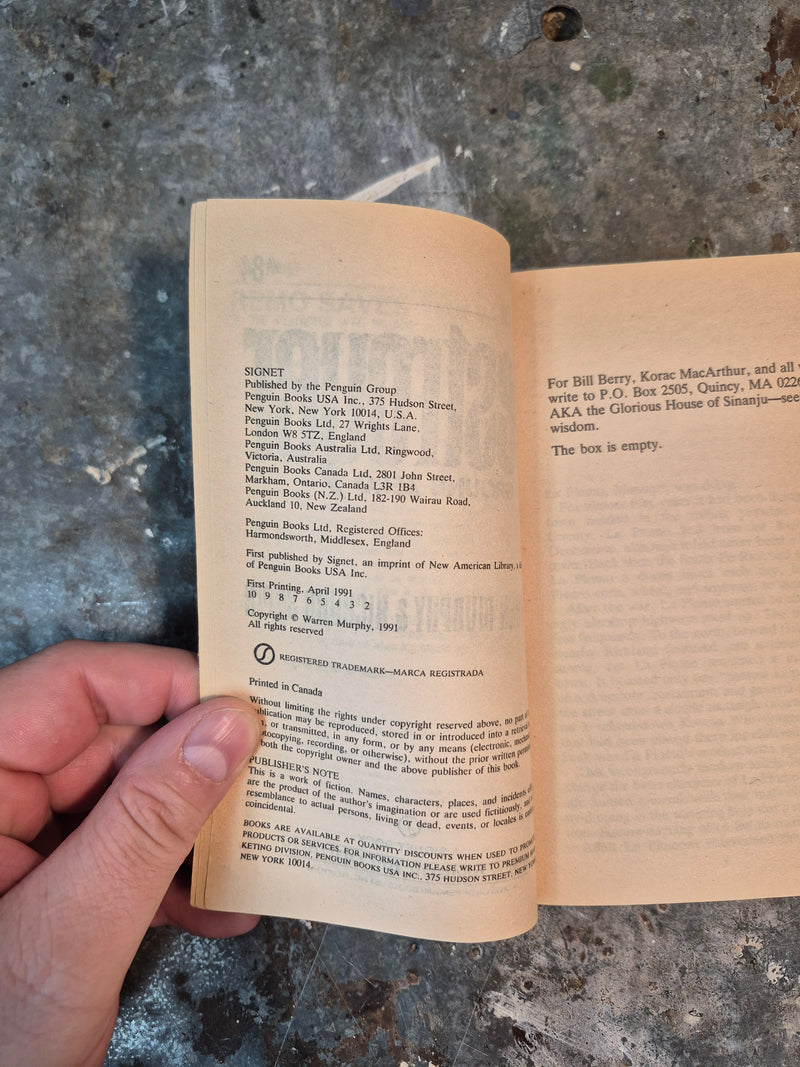 SIGNET
Published by the Penguin Group
Penguin Books USA Inc., 375 Hudson Street,
New York, New York 10014, U.S.A.
Penguin Books Ltd, 27 Wrights Lane,
London W8 5TZ, England
Penguin Books Australia Ltd, Ringwood,
Victoria, Australia
Penguin Books Canada Ltd, 2801 John Street,
Markham, Ontario, Canada L3R 1B4
Penguin Books (N.Z.) Ltd, 182-190 Wairau Road,
Auckland 10, New Zealand
Penguin Books Ltd, Registered Offices:
Harmondsworth, Middlesex, England
First published by Signet, an imprint of New American Library,
of Penguin Books USA Inc.
First Printing, April 1991
10 9 8 7 6 5 4 3 2
Copyright © Warren Murphy, 1991
All rights reserved
REGISTERED TRADEMARK—MARCA REGISTRADA
Printed in Canada
Without limiting the rights under copyright reserved above, no part
publication may be reproduced, stored in or introduced into a
or transmitted, in any form, or by any means (electronic,
recording, or otherwise), without the prior written
both the copyright owner and the above publisher of this book.
PUBLISHER'S NOTE
This is a work of fiction. Names, characters, places, and incidents
are the product of the author's imagination or are used fictitiously,
resemblance to actual persons, living or dead, events, or locales is
coincidental.
BOOKS ARE AVAILABLE AT QUANTITY DISCOUNTS WHEN USED TO
PRODUCTS OR SERVICES. FOR INFORMATION PLEASE WRITE TO PREMIUM
KETING DIVISION, PENGUIN BOOKS USA INC., 375 HUDSON STREET, NEW
NEW YORK 10014.
For Bill Berry, Korac MacArthur, and all
write to P.O. Box 2505, Quincy, MA 0226
AKA the Glorious House of Sinanju—
wisdom.
The box is empty.